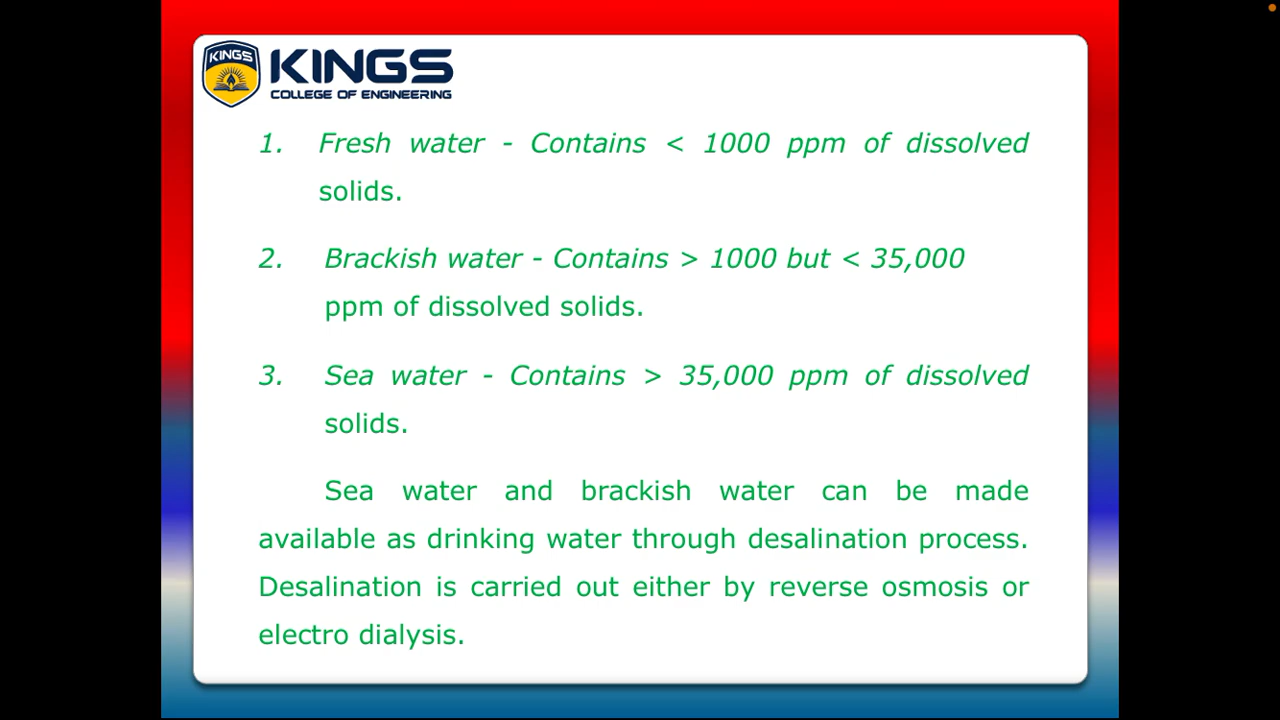 KINGS
KINGS
COLLEGE OF ENGINEERING
1. Fresh water - Contains < 1000 ppm of dissolved
solids.
2. Brackish water - Contains > 1000 but < 35,000
ppm of dissolved solids.
3. Sea water - Contains > 35,000 ppm of dissolved
solids.
Sea water and brackish water can be made
available as drinking water through desalination process.
Desalination is carried out either by reverse osmosis or
electro dialysis.